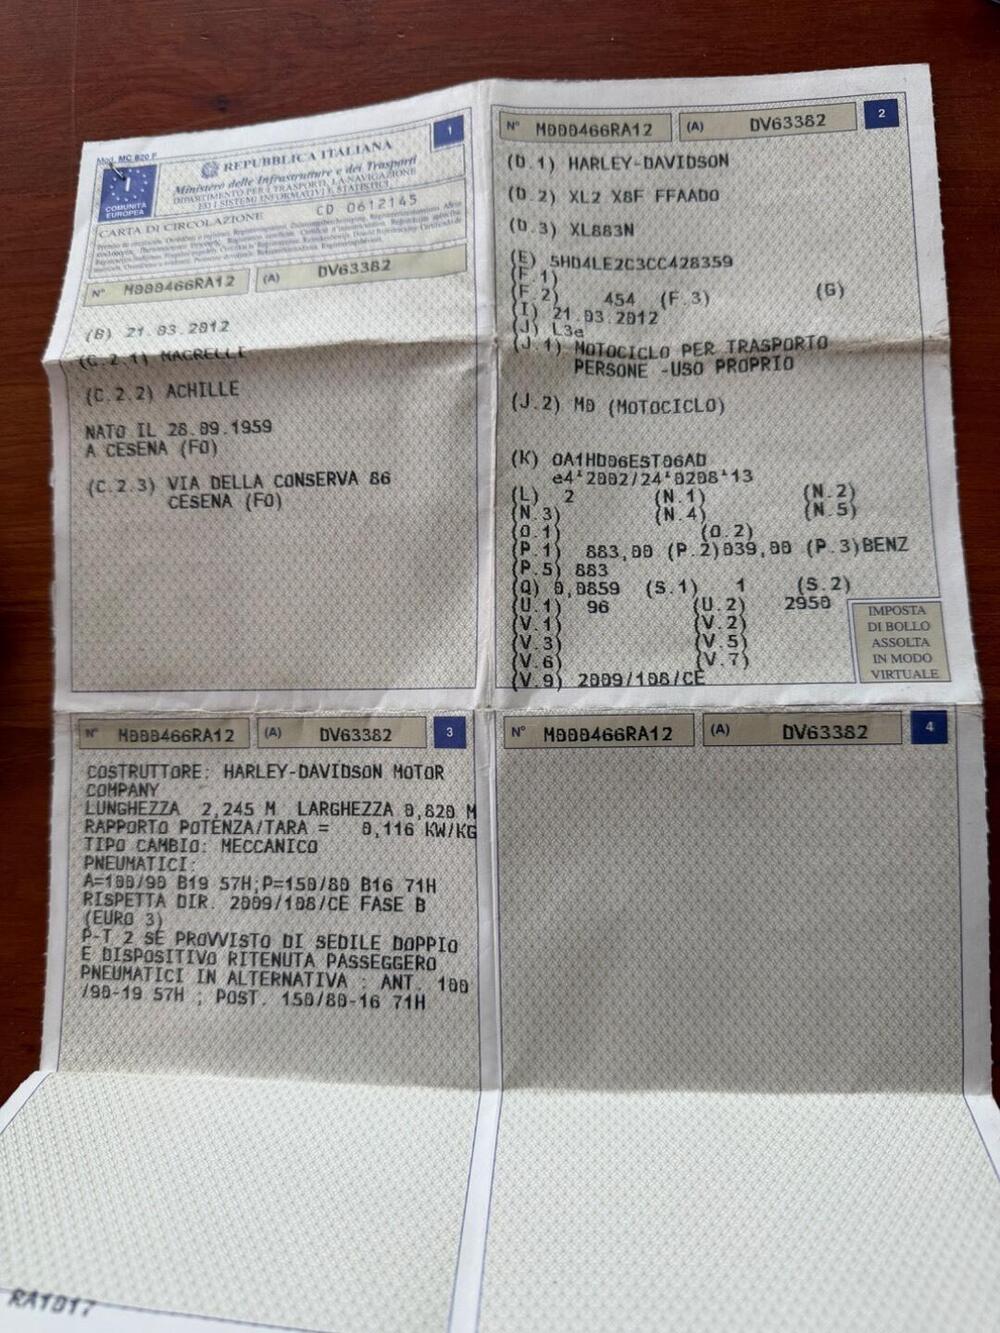 Mod. MC 820 F
1
REPUBBLICA ITALIANA
Ministero delle Infrastrutture e dei Trasporti
DIPARTIMENTO PER I TRASPORTI, LA NAVIGAZIONE
ED I SISTEMI INFORMATIVI E STATISTICI
I
COMUNITÀ
EUROPEA
CARTA DI CIRCOLAZIONE CD 0612145
N° M000466RA12 (A) DV63382
(B) 21.03.2012
(C.2.1) MAGRELLI
(C.2.2) ACHILLE
NATO IL 28.09.1959
A CESENA (FO)
(C.2.3) VIA DELLA CONSERVA 86
CESENA (FO)
N° M000466RA12 (A) DV63382 2
(D.1) HARLEY-DAVIDSON
(D.2) XL2 X8F FFAADO
(D.3) XL883N
(E) 5HD4LE2C3CC428359
(F.1)
(F.2) 454 (F.3) (G)
(I) 21.03.2012
(J) L3e
(J.1) MOTOCICLO PER TRASPORTO
PERSONE -USO PROPRIO
(J.2) M0 (MOTOCICLO)
(K) OA1HD06EST06AD
e4*2002/24*0208*13
(L) 2 (N.1) (N.2)
(N.3) (N.4) (N.5)
(O.1) (O.2)
(P.1) 883,00 (P.2)039,00 (P.3)BENZ
(P.5) 883
(Q) 0,0859 (S.1) 1 (S.2)
(U.1) 96 (U.2) 2950
(V.1) (V.2)
(V.3) (V.5)
(V.6) (V.7)
(V.9) 2009/108/CE
IMPOSTA
DI BOLLO
ASSOLTA
IN MODO
VIRTUALE
N° M000466RA12 (A) DV63382 3
COSTRUTTORE: HARLEY-DAVIDSON MOTOR
COMPANY
LUNGHEZZA 2,245 M LARGHEZZA 0,820 M
RAPPORTO POTENZA/TARA = 0,116 KW/KG
TIPO CAMBIO: MECCANICO
PNEUMATICI:
A=100/90 B19 57H;P=150/80 B16 71H
RISPETTA DIR. 2009/108/CE FASE B
(EURO 3)
P-T 2 SE PROVVISTO DI SEDILE DOPPIO
E DISPOSITIVO RITENUTA PASSEGGERO
PNEUMATICI IN ALTERNATIVA : ANT. 100
/90-19 57H ; POST. 150/80-16 71H
N° M000466RA12 (A) DV63382 4
RA1017